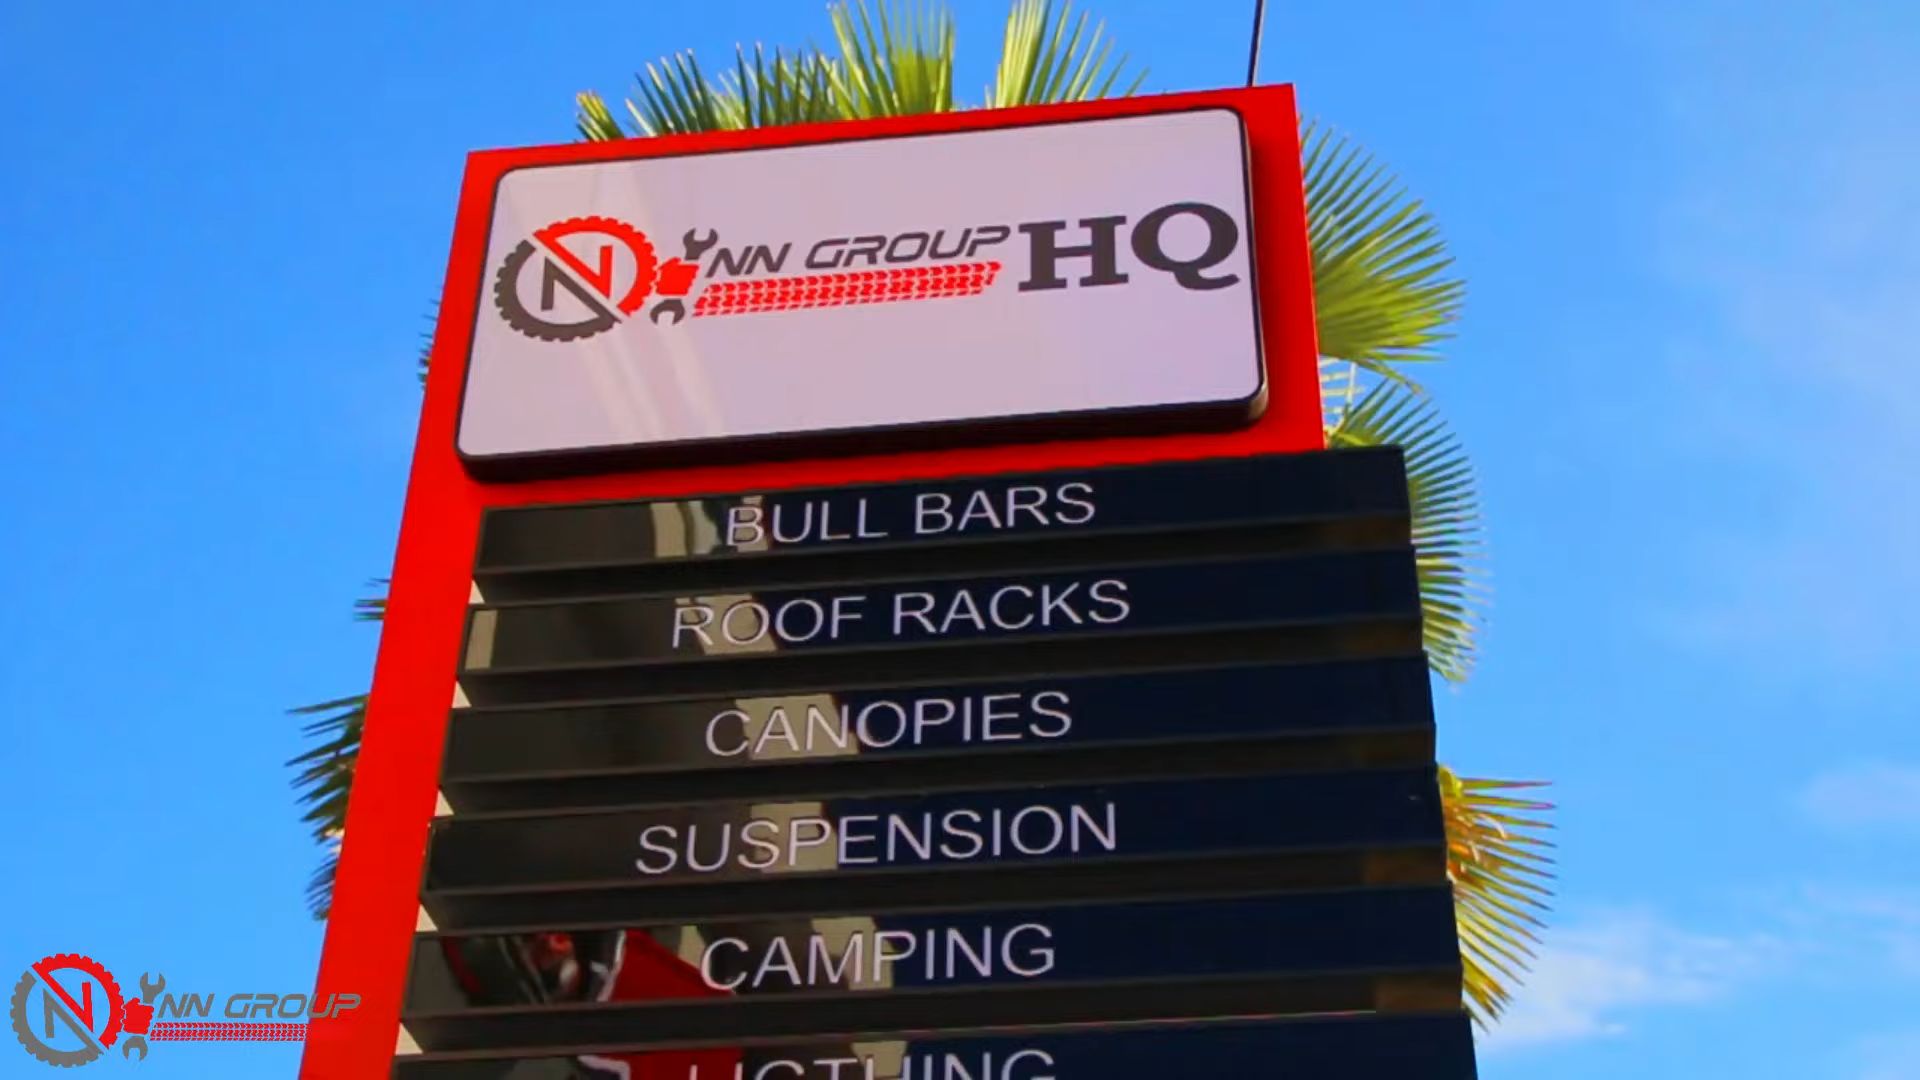 N NN GROUP HQ
BULL BARS
ROOF RACKS
CANOPIES
SUSPENSION
CAMPING
N NN GROUP